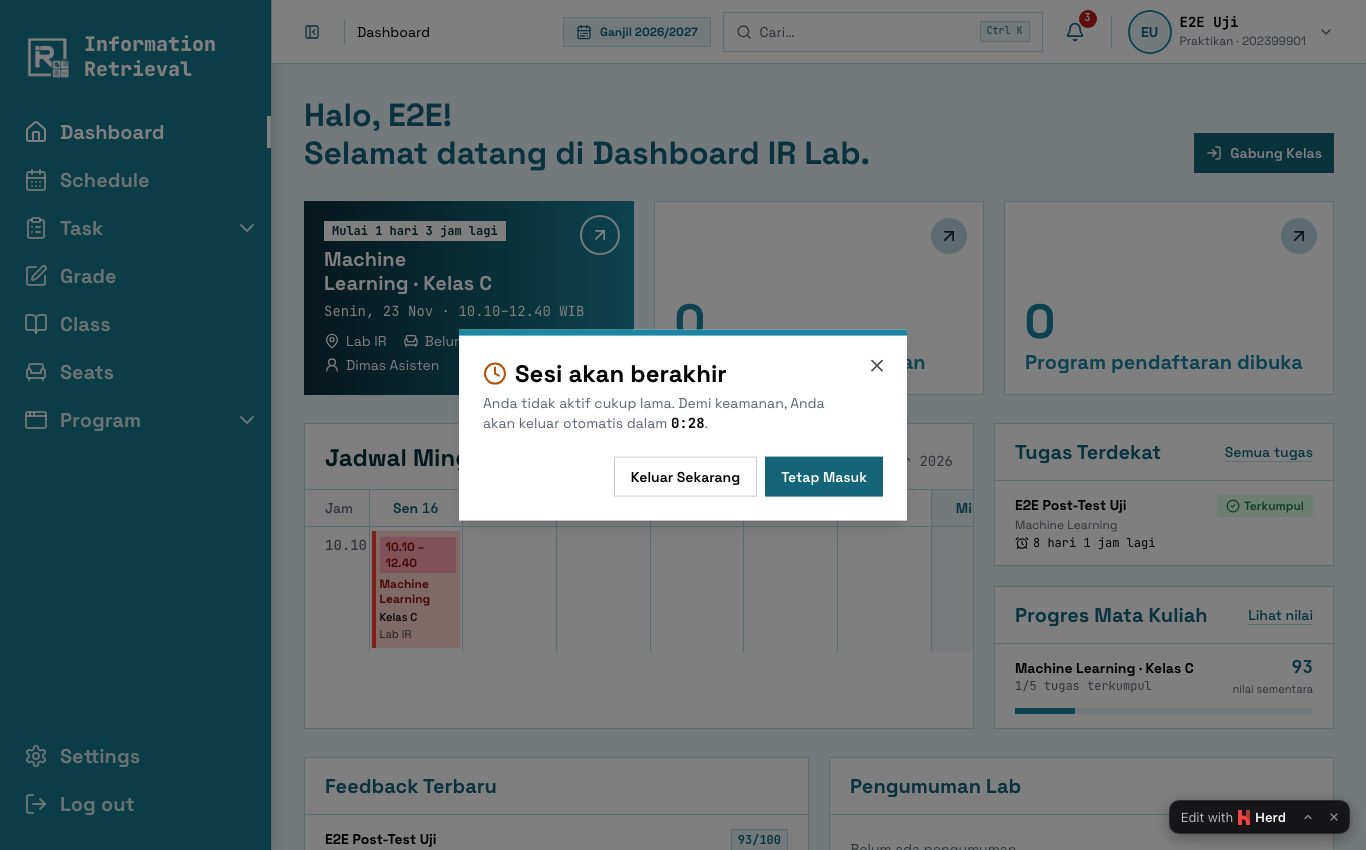 Information
Retrieval
Dashboard
Schedule
Task
Grade
Class
Seats
Program
Settings
Log out
Dashboard
Ganjil 2026/2027
Cari...
Ctrl K
3
EU
E2E Uji
Praktikan · 202399901
Halo, E2E!
Selamat datang di Dashboard IR Lab.
Gabung Kelas
Mulai 1 hari 3 jam lagi
Machine
Learning · Kelas C
Senin, 23 Nov · 10.10–12.40 WIB
Lab IR
Dimas Asisten
0
0
Program pendaftaran dibuka
Sesi akan berakhir
Anda tidak aktif cukup lama. Demi keamanan, Anda
akan keluar otomatis dalam 0:28.
Keluar Sekarang
Tetap Masuk
2026
Jam
Sen 16
10.10
10.10 –
12.40
Machine
Learning
Kelas C
Lab IR
Tugas Terdekat
Semua tugas
E2E Post-Test Uji
Terkumpul
Machine Learning
8 hari 1 jam lagi
Progres Mata Kuliah
Lihat nilai
Machine Learning · Kelas C
93
1/5 tugas terkumpul
nilai sementara
Feedback Terbaru
E2E Post-Test Uji
93/100
Pengumuman Lab
Belum ada pengumuman
Edit with Herd